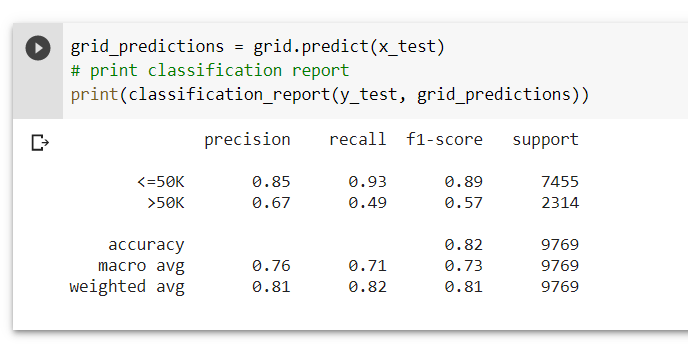 grid_predictions = grid.predict(x_test)
# print classification report
print(classification_report(y_test, grid_predictions))
precision recall f1-score support
<=50K 0.85 0.93 0.89 7455
>50K 0.67 0.49 0.57 2314
accuracy 0.82 9769
macro avg 0.76 0.71 0.73 9769
weighted avg 0.81 0.82 0.81 9769